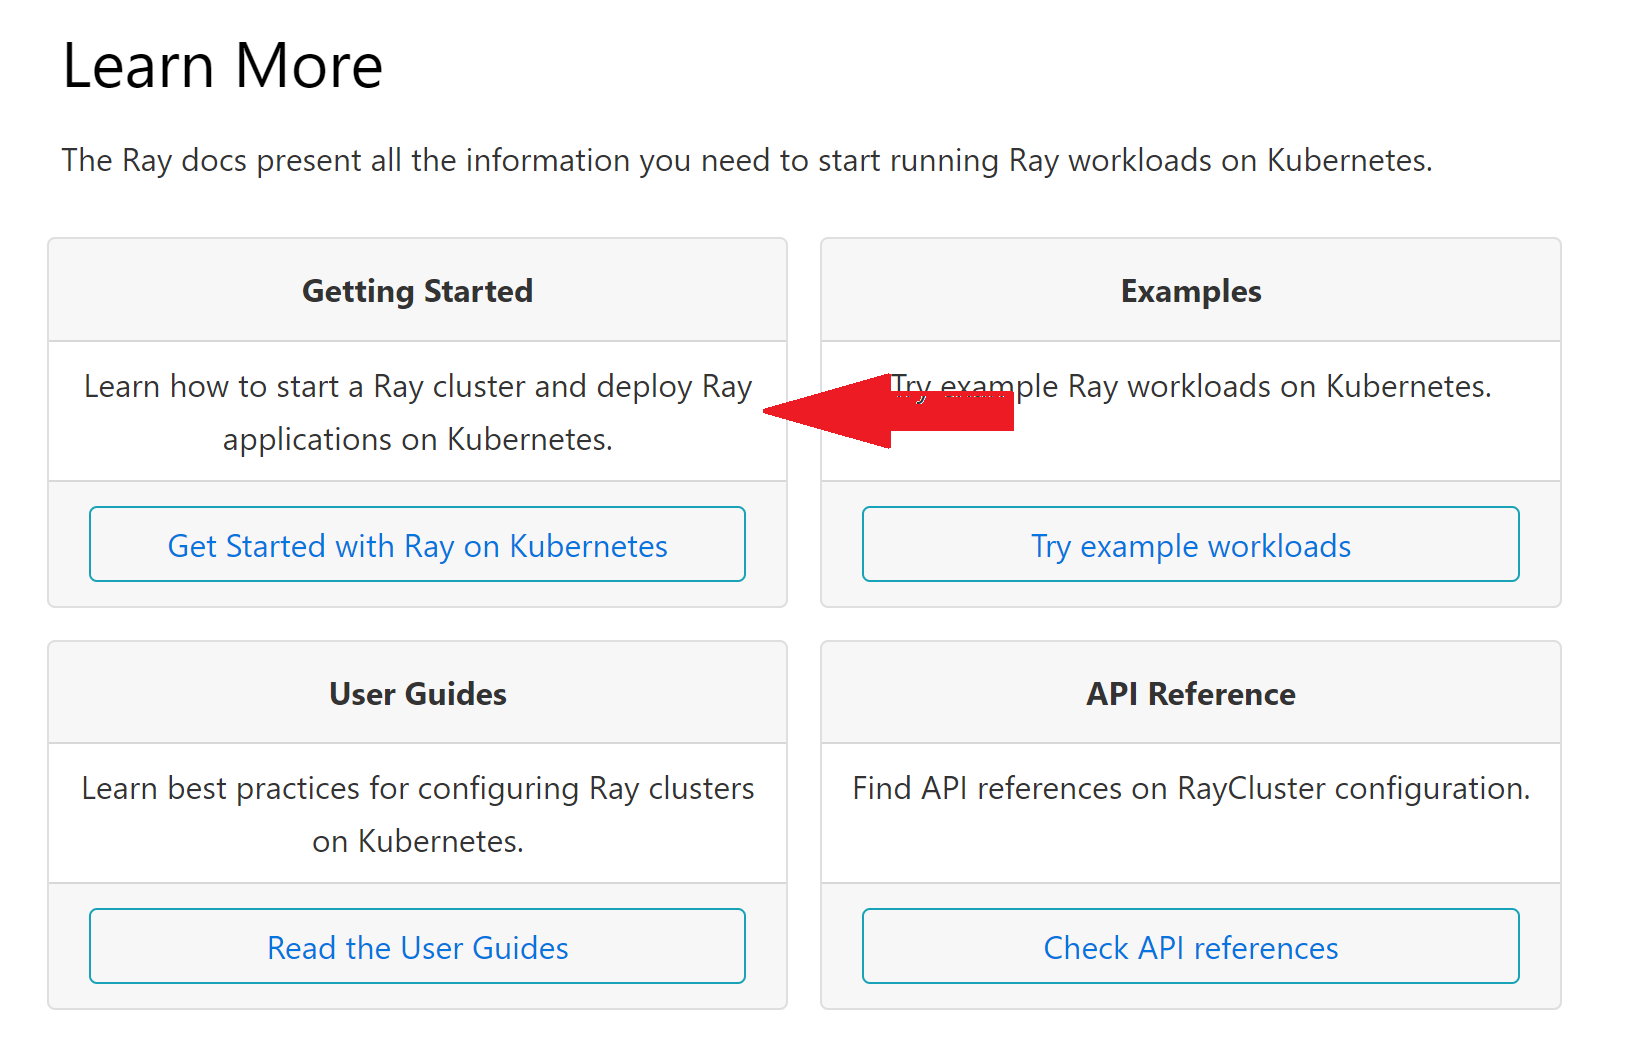 Learn More
The Ray docs present all the information you need to start running Ray workloads on Kubernetes.
Getting Started
Learn how to start a Ray cluster and deploy Ray
applications on Kubernetes.
Get Started with Ray on Kubernetes
Examples
Try example Ray workloads on Kubernetes.
Try example workloads
User Guides
Learn best practices for configuring Ray clusters
on Kubernetes.
Read the User Guides
API Reference
Find API references on RayCluster configuration.
Check API references